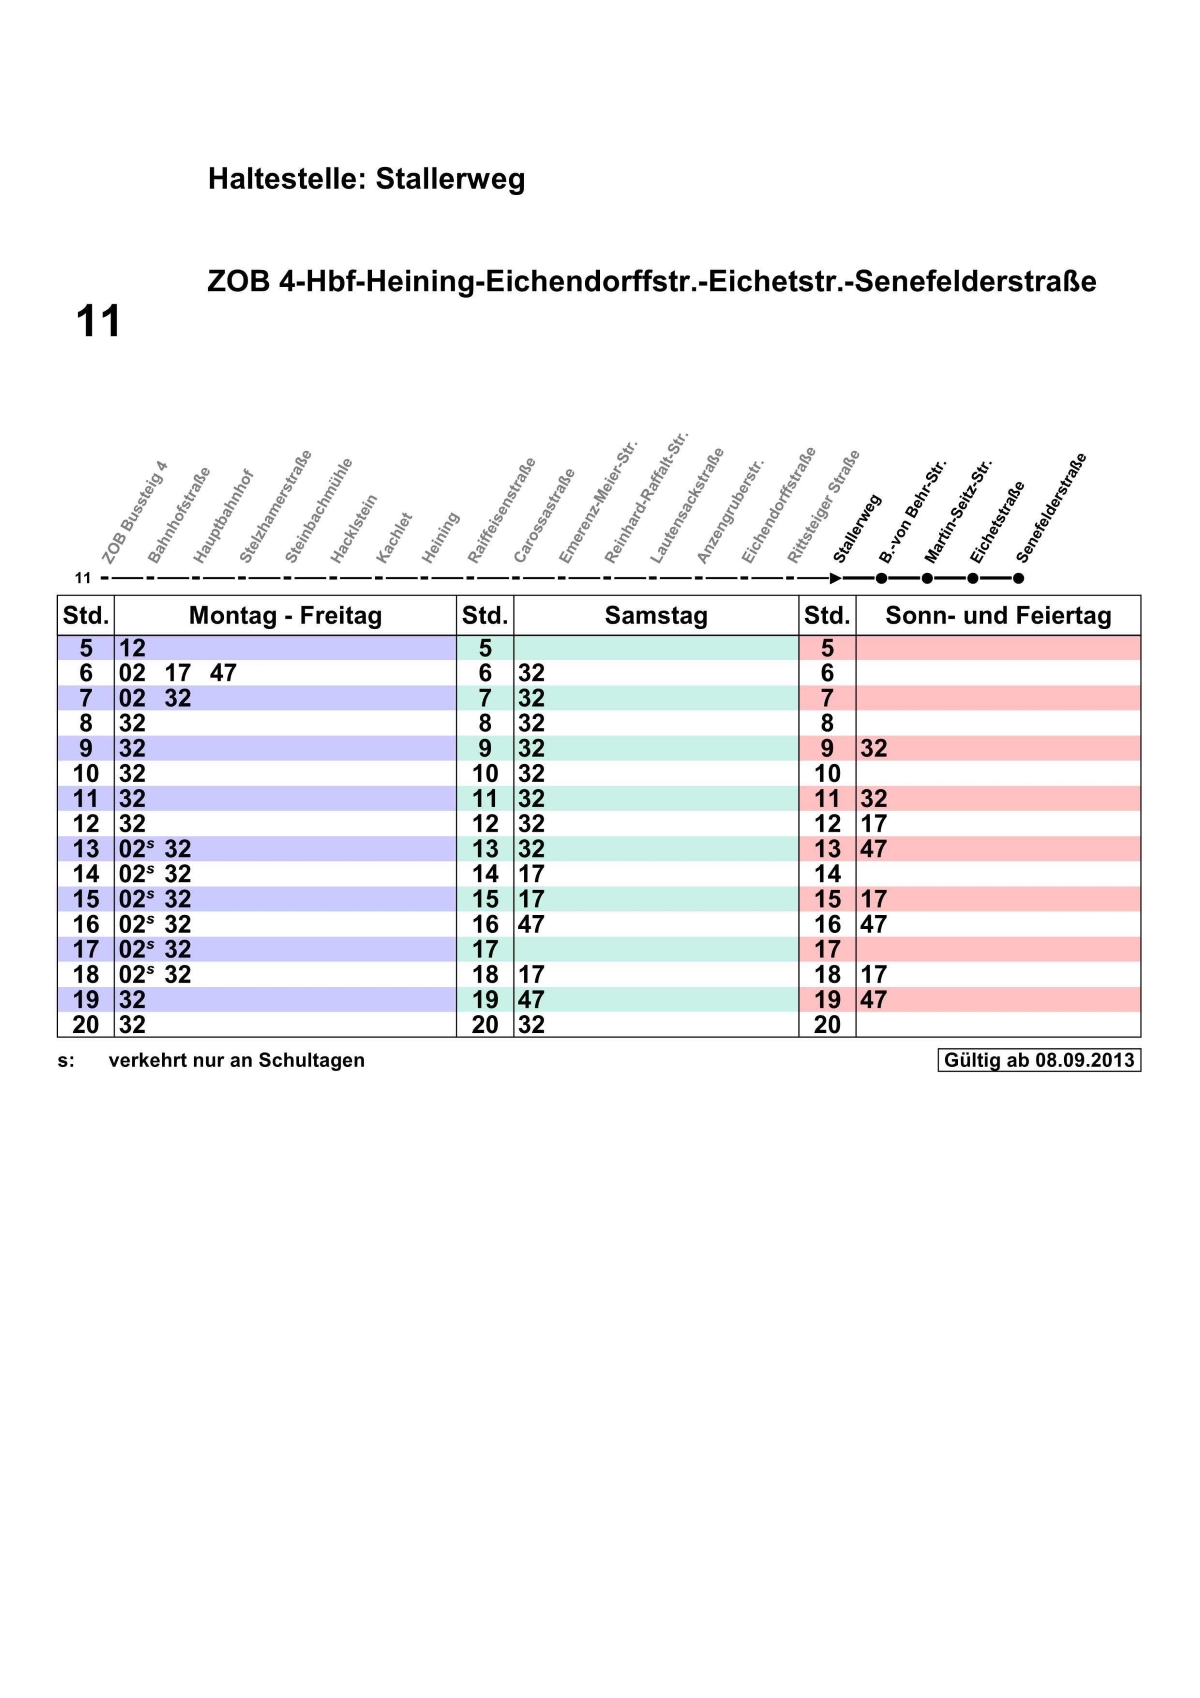 Haltestelle: Stallerweg
ZOB 4-Hbf-Heining-Eichendorffstr.-Eichetstr.-Senefelderstraße
11
ZOB Bussteig 4
Bahnhofstraße
Hauptbahnhof
Stelzhamerstraße
Steinbachmühle
Hacklstein
Kachlet
Heining
Raiffeisenstraße
Carossastraße
Emerenz-Meier-Str.
Reinhard-Raffalt-Str.
Lautensackstraße
Anzengruberstr.
Eichendorffstraße
Rittsteiger Straße
Stallerweg
B.-von Behr-Str.
Martin-Seitz-Str.
Eichetstraße
Senefelderstraße
11
Std. Montag - Freitag Std. Samstag Std. Sonn- und Feiertag
5 12 5 5
6 02 17 47 6 32 6
7 02 32 7 32 7
8 32 8 32 8
9 32 9 32 9 32
10 32 10 32 10
11 32 11 32 11 32
12 32 12 32 12 17
13 02s 32 13 32 13 47
14 02s 32 14 17 14
15 02s 32 15 17 15 17
16 02s 32 16 47 16 47
17 02s 32 17 17
18 02s 32 18 17 18 17
19 32 19 47 19 47
20 32 20 32 20
s: verkehrt nur an Schultagen Gültig ab 08.09.2013